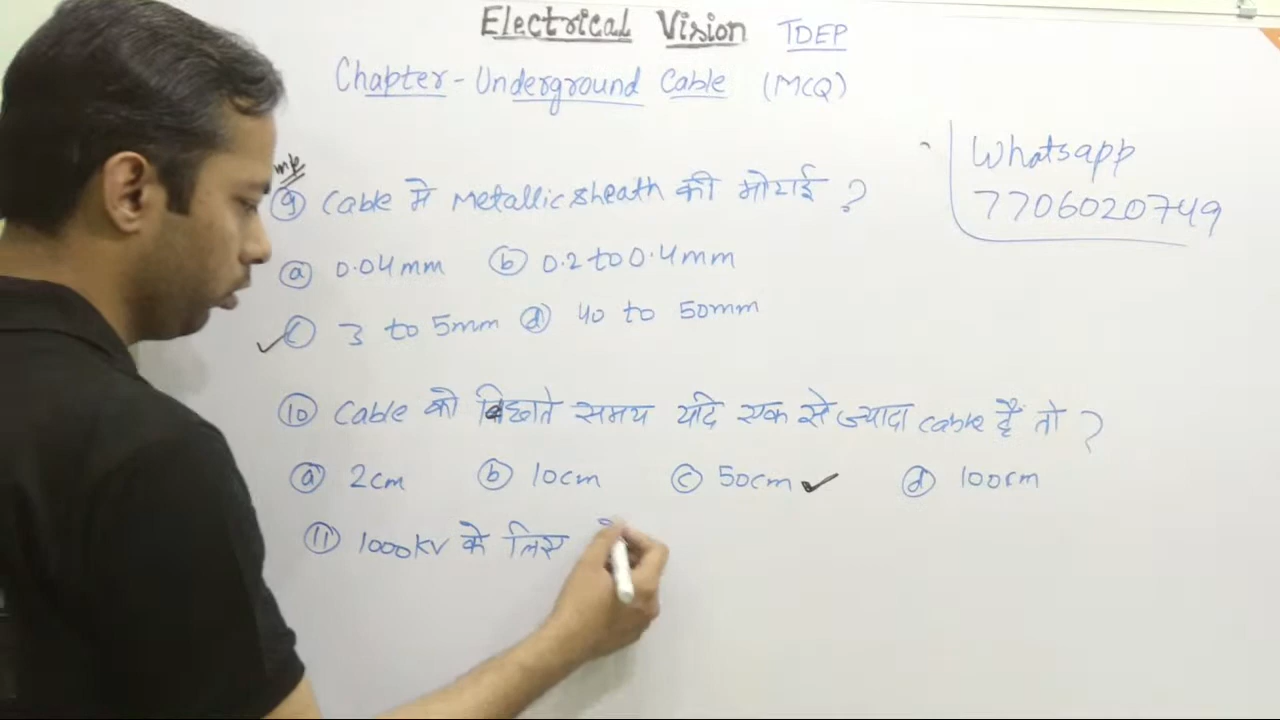 Electrical Vision TDEP
Chapter-Underground Cable (MCQ)
Whatsapp
7706020749
imp
9 Cable मे metallic sheath की मोटाई ?
a 0.04mm b 0.2 to 0.4mm
c 3 to 5mm d 40 to 50mm
10 Cable को बिछाते समय यदि एक से ज्यादा cable हैं तो ?
a 2cm b 10cm c 50cm d 100cm
11 1000kv के लिए